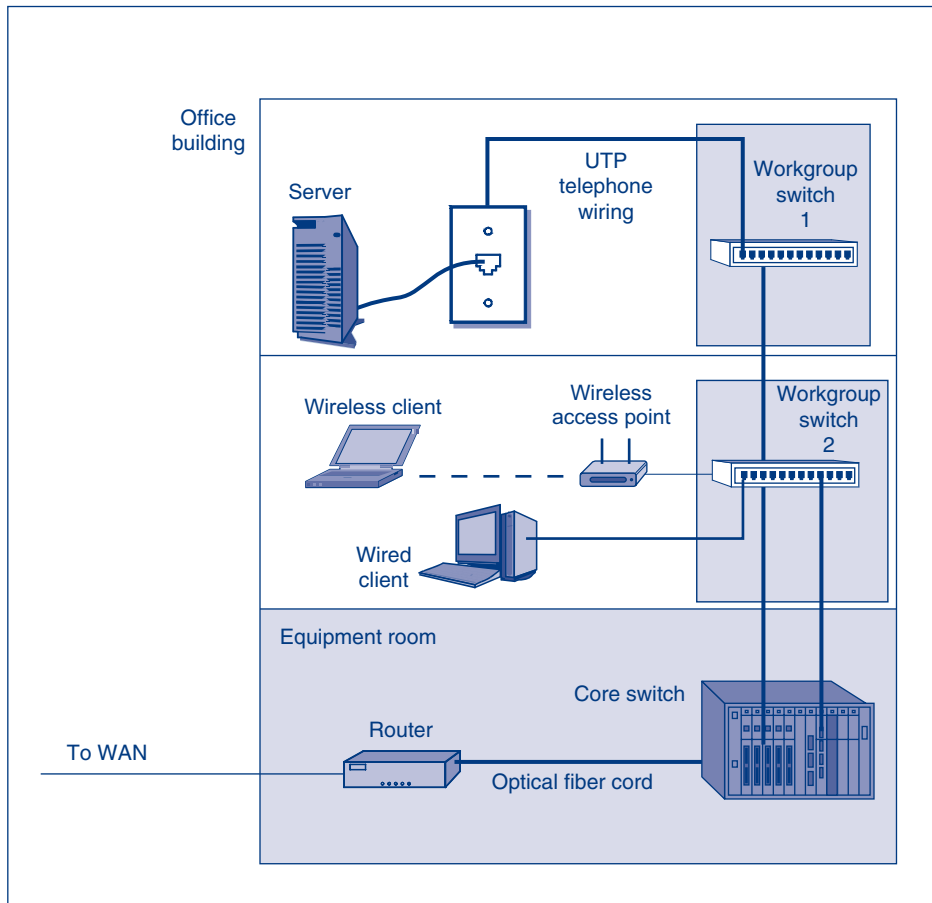 Office
building
Server
UTP
telephone
wiring
Workgroup
switch
1
Wireless client
Wireless
access point
Workgroup
switch
2
Wired
client
Equipment room
Core switch
Router
To WAN
Optical fiber cord